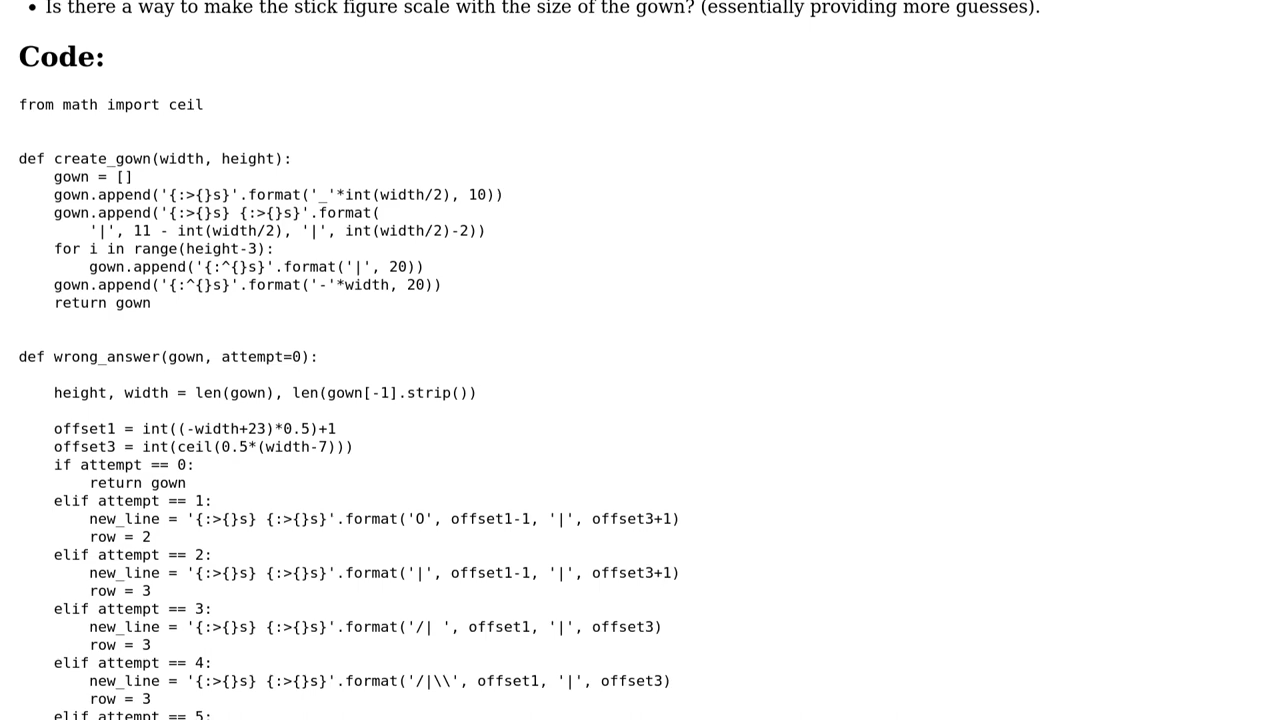 • Is there a way to make the stick figure scale with the size of the gown? (essentially providing more guesses).
Code:
from math import ceil
def create_gown(width, height):
    gown = []
    gown.append('{:>{}s}'.format('_'*int(width/2), 10))
    gown.append('{:>{}s} {:>{}s}'.format(
        '|', 11 - int(width/2), '|', int(width/2)-2))
    for i in range(height-3):
        gown.append('{:^{}s}'.format('|', 20))
    gown.append('{:^{}s}'.format('-'*width, 20))
    return gown
def wrong_answer(gown, attempt=0):
    height, width = len(gown), len(gown[-1].strip())
    offset1 = int((-width+23)*0.5)+1
    offset3 = int(ceil(0.5*(width-7)))
    if attempt == 0:
        return gown
    elif attempt == 1:
        new_line = '{:>{}s} {:>{}s}'.format('O', offset1-1, '|', offset3+1)
        row = 2
    elif attempt == 2:
        new_line = '{:>{}s} {:>{}s}'.format('|', offset1-1, '|', offset3+1)
        row = 3
    elif attempt == 3:
        new_line = '{:>{}s} {:>{}s}'.format('/| ', offset1, '|', offset3)
        row = 3
    elif attempt == 4:
        new_line = '{:>{}s} {:>{}s}'.format('/|\\', offset1, '|', offset3)
        row = 3
    elif attempt == 5: